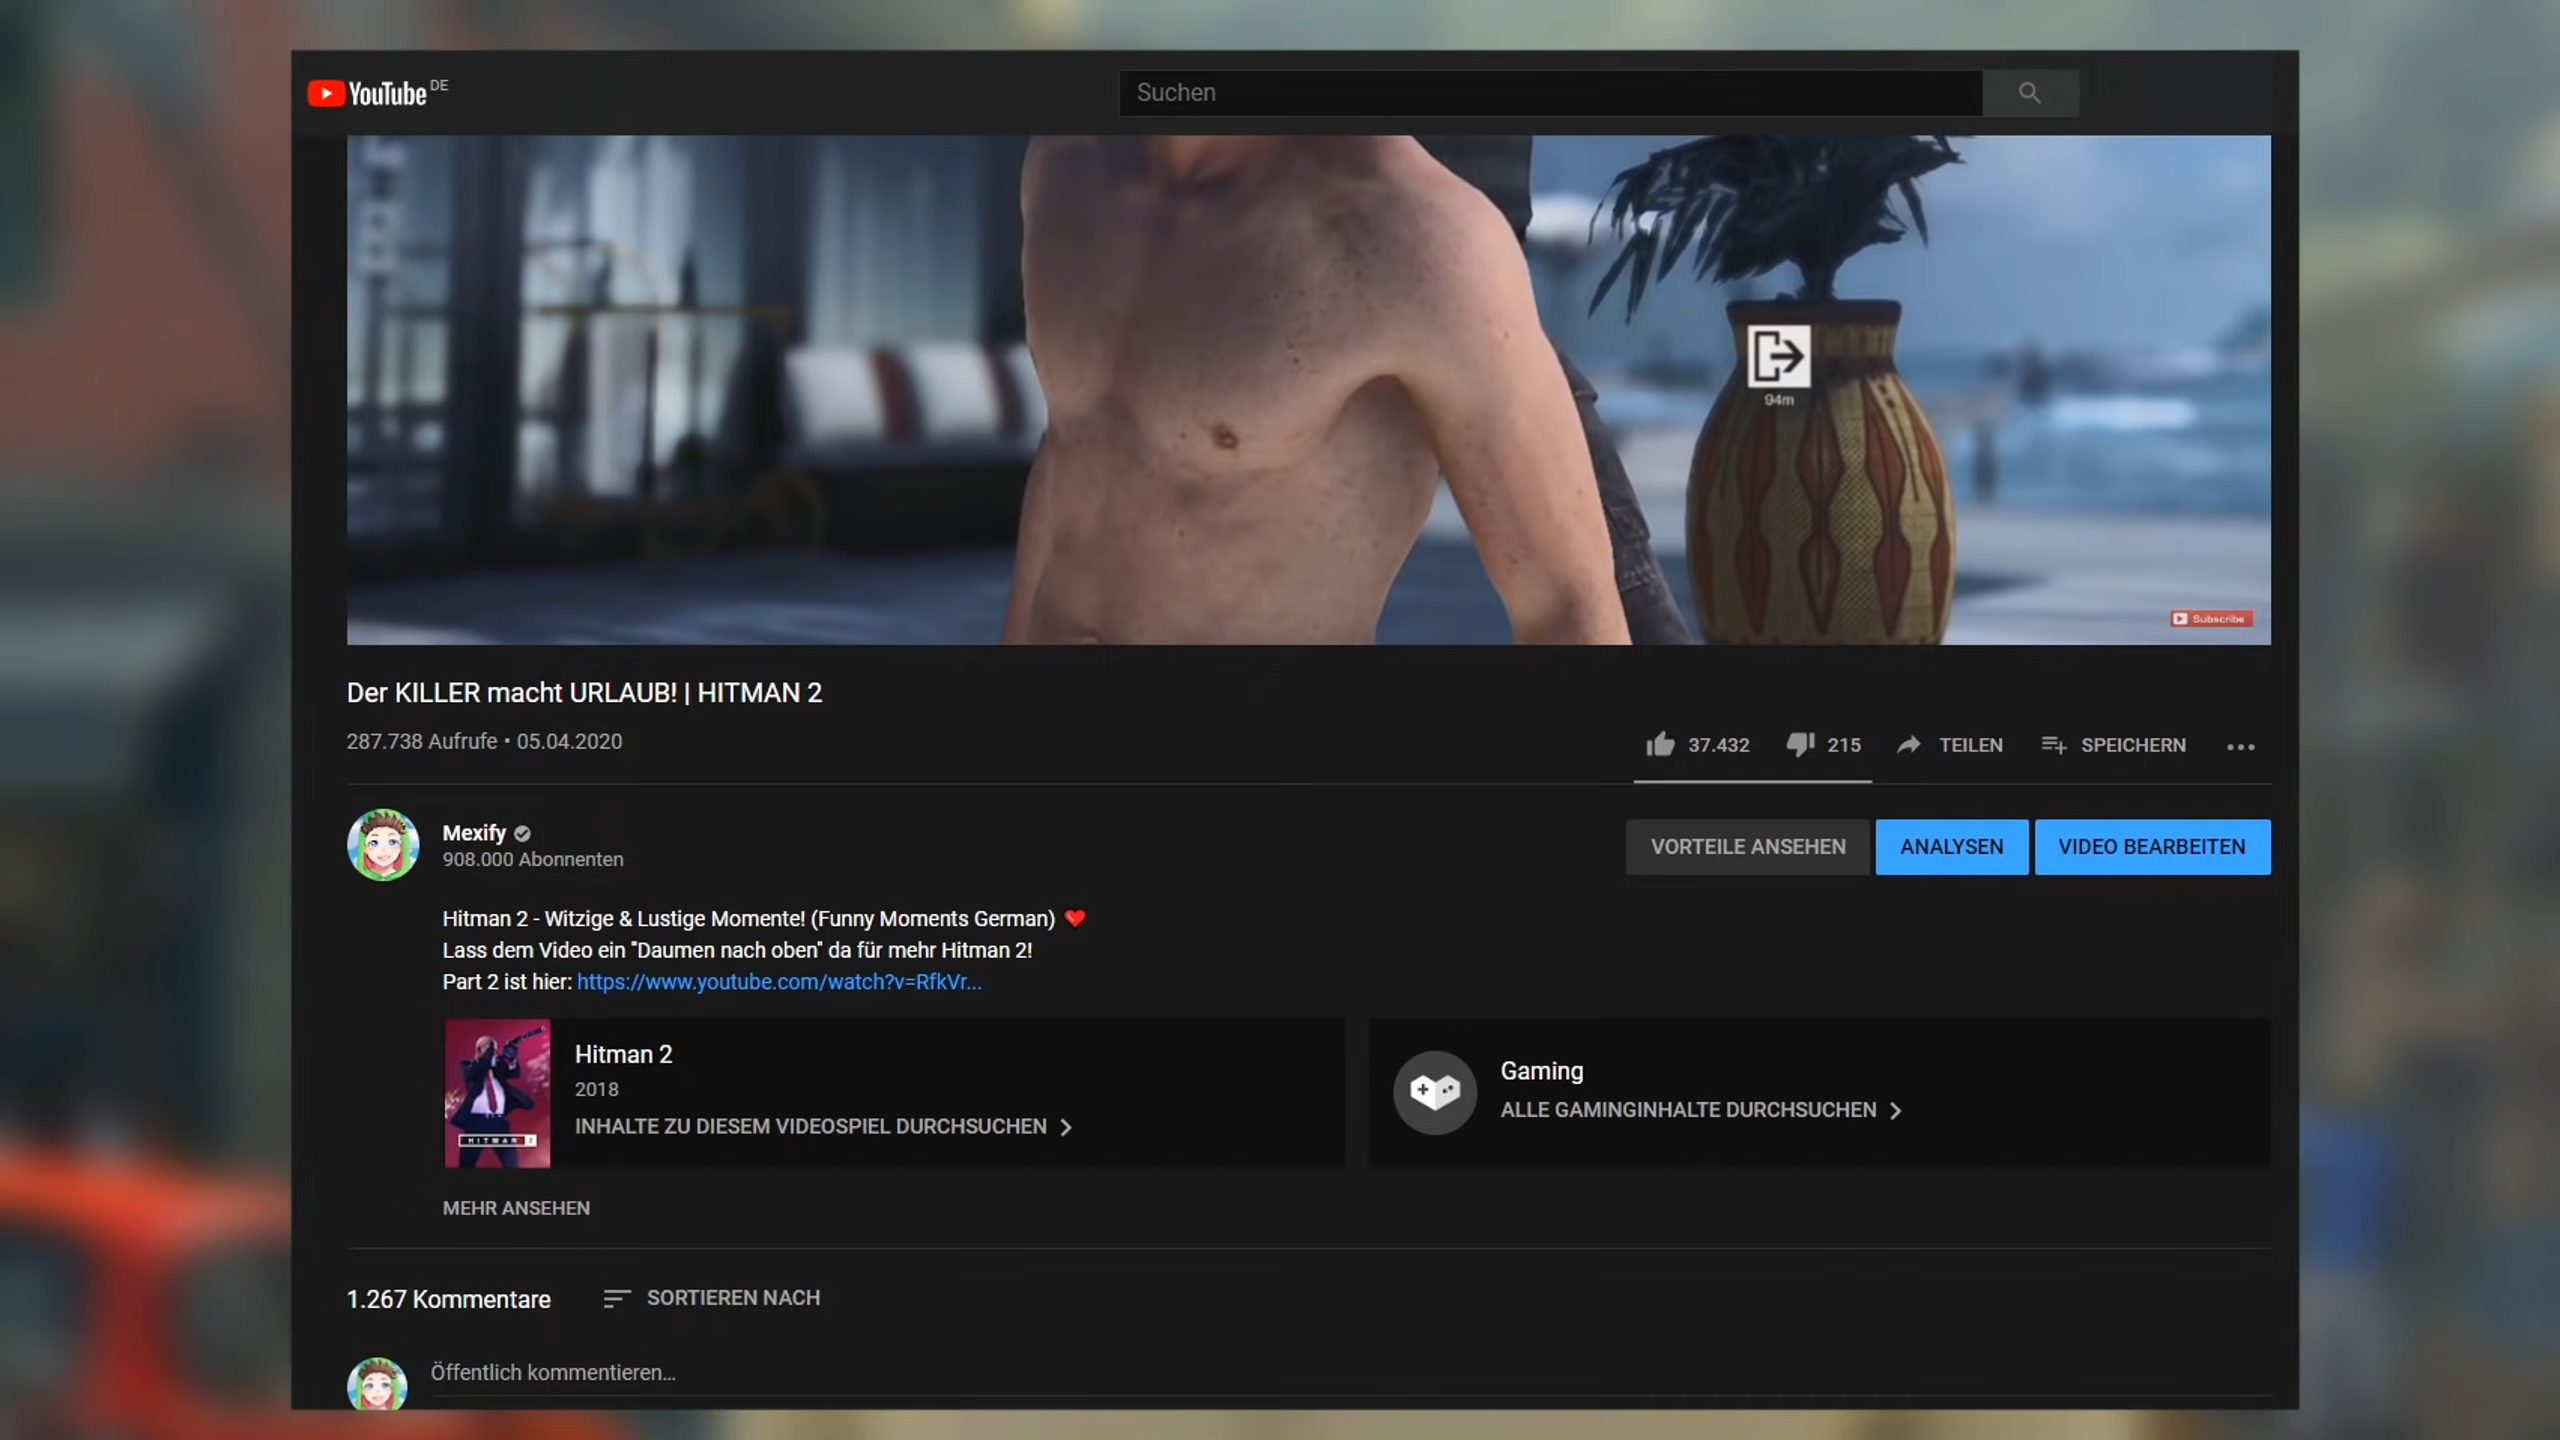 YouTube DE
Suchen
94m
Subscribe
Der KILLER macht URLAUB! | HITMAN 2
287.738 Aufrufe • 05.04.2020
37.432
215
TEILEN
SPEICHERN
Mexify
908.000 Abonnenten
VORTEILE ANSEHEN
ANALYSEN
VIDEO BEARBEITEN
Hitman 2 - Witzige & Lustige Momente! (Funny Moments German) ❤️
Lass dem Video ein "Daumen nach oben" da für mehr Hitman 2!
Part 2 ist hier: https://www.youtube.com/watch?v=RfkVr...
HITMAN 2
Hitman 2
2018
INHALTE ZU DIESEM VIDEOSPIEL DURCHSUCHEN
Gaming
ALLE GAMINGINHALTE DURCHSUCHEN
MEHR ANSEHEN
1.267 Kommentare
SORTIEREN NACH
Öffentlich kommentieren...